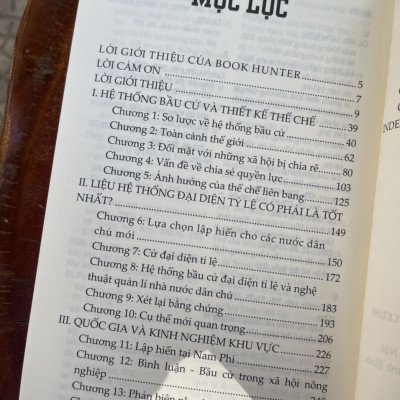 MỤC LỤC
LỜI GIỚI THIỆU CỦA BOOK HUNTER 5
LỜI CẢM ƠN 7
LỜI GIỚI THIỆU 9
I. HỆ THỐNG BẦU CỬ VÀ THIẾT KẾ THỂ CHẾ 39
Chương 1: Sơ lược về hệ thống bầu cử 40
Chương 2: Toàn cảnh thế giới 62
Chương 3: Đối mặt với những xã hội bị chia rẽ 80
Chương 4: Vấn đề về chia sẻ quyền lực 103
Chương 5: Ảnh hưởng của thể chế liên bang 125
II. LIỆU HỆ THỐNG ĐẠI DIỆN TỶ LỆ CÓ PHẢI LÀ TỐT
NHẤT? 149
Chương 6: Lựa chọn lập hiến cho các nước dân
chủ mới 150
Chương 7: Cử đại diện tỉ lệ 172
Chương 8: Hệ thống bầu cử đại diện tỉ lệ và nghệ
thuật quản lí nhà nước dân chủ 183
Chương 9: Xét lại bằng chứng 193
Chương 10: Cụ thể mới quan trọng 206
III. QUỐC GIA VÀ KINH NGHIỆM KHU VỰC 226
Chương 11: Lập hiến tại Nam Phi 227
Chương 12: Bình luận - Bầu cử trong xã hội nông
nghiệp
Chương 13: Phản biện